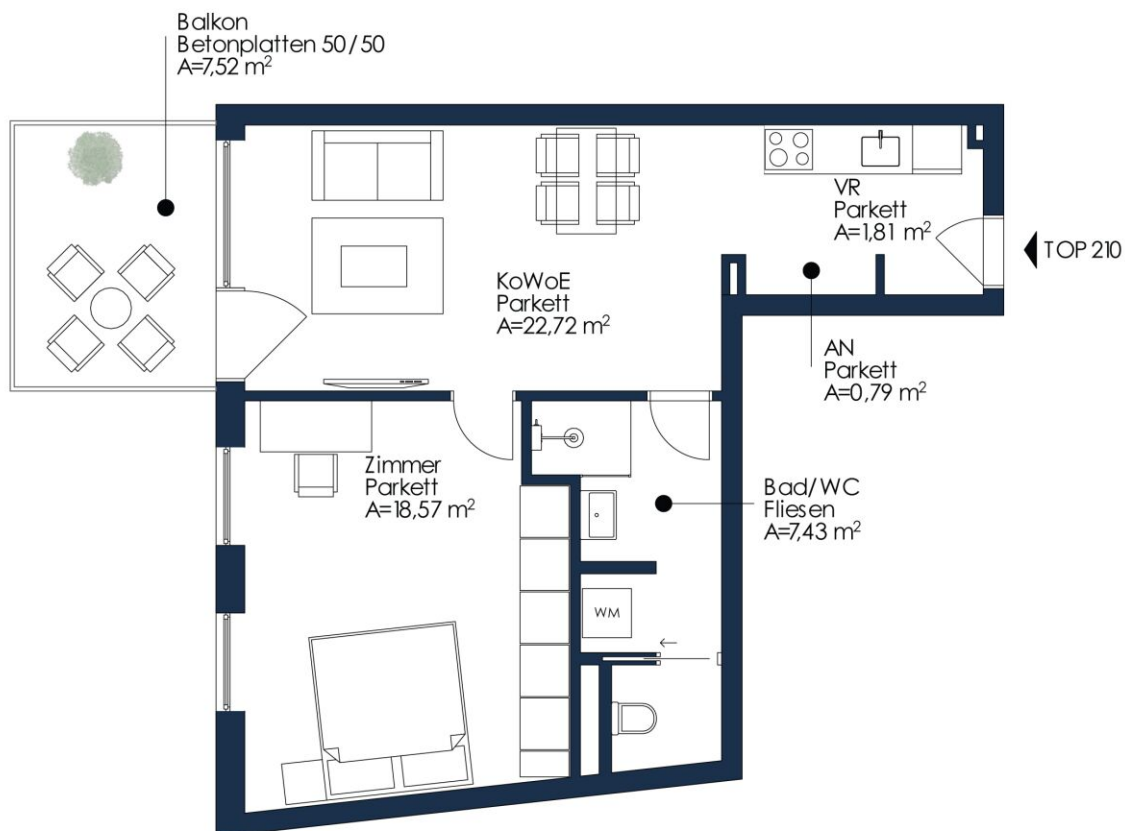 Balkon
Betonplatten 50/50
A=7,52 m²
VR
Parkett
A=1,81 m²
TOP 210
KoWoE
Parkett
A=22,72 m²
AN
Parkett
A=0,79 m²
Zimmer
Parkett
A=18,57 m²
Bad/WC
Fliesen
A=7,43 m²
WM